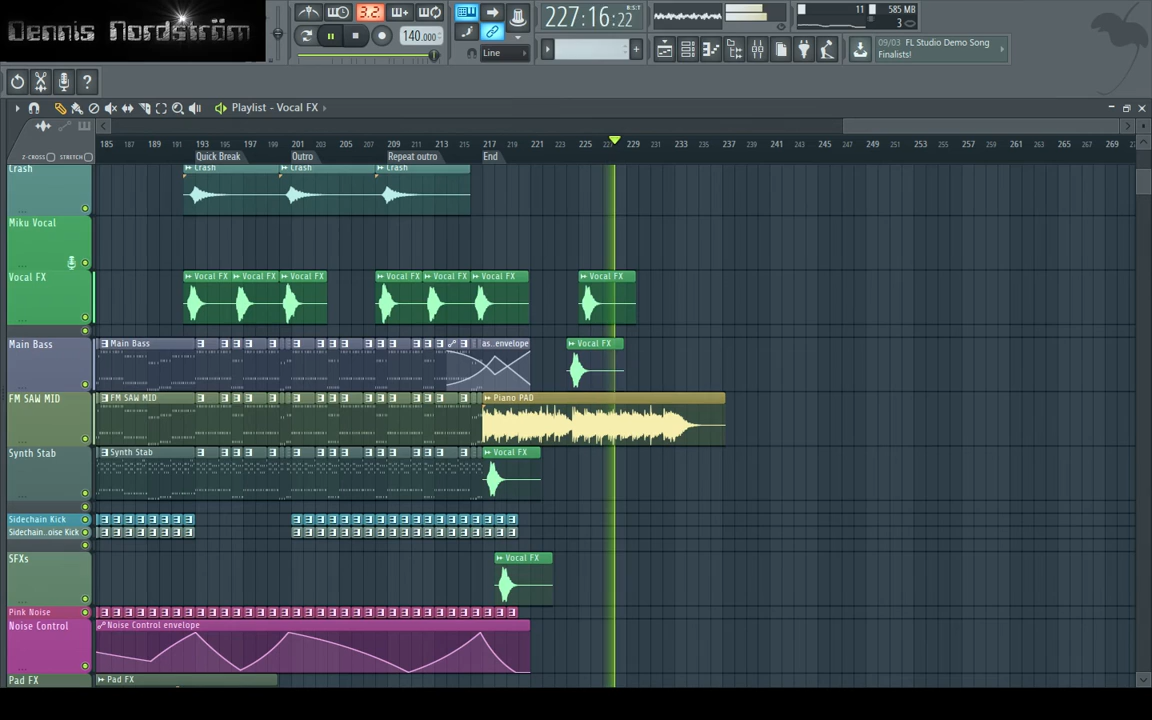 Dennis Nordström
3.2.
140.000
Line
227:16:22
B:S:T
11
585 MB
3
09/03 FL Studio Demo Song
Finalists!
Playlist - Vocal FX
Z-CROSS STRETCH
185 187 189 191 193 195 197 199 201 203 205 207 209 211 213 215 217 219 221 223 225 229 231 233 235 237 239 241 243 245 247 249 251 253 255 257 259 261 263 265 267 269
Quick Break Outro Repeat outro End
Crash Crash Crash Crash
Miku Vocal
Vocal FX Vocal FX Vocal FX Vocal FX Vocal FX Vocal FX Vocal FX Vocal FX
Main Bass Main Bass as..envelope Vocal FX
FM SAW MID FM SAW MID Piano PAD
Synth Stab Synth Stab Vocal FX
Sidechain Kick
Sidechain..oise Kick
SFXs Vocal FX
Pink Noise
Noise Control Noise Control envelope
Pad FX Pad FX